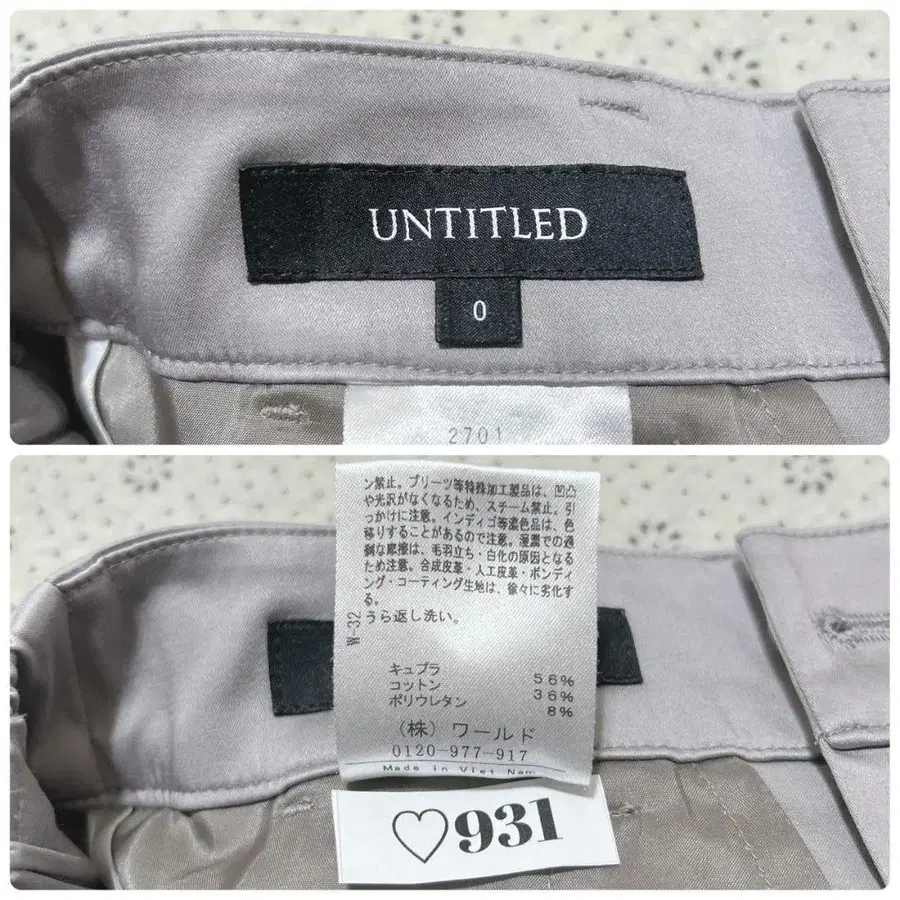 UNTITLED
0
2701
ン禁止。プリーツ等特殊加工製品は、凹凸
や光沢がなくなるため、スチーム禁止。引
っかけに注意。インディゴ等濃色品は、色
移りすることがあるので注意。湿潤での過
剰な摩擦は、毛羽立ち・白化の原因となる
ため注意。合成皮革・人工皮革・ボンディ
ング・コーティング生地は、徐々に劣化す
る。
うら返し洗い。
W-32
キュプラ 56%
コットン 36%
ポリウレタン 8%
(株)ワールド
0120-977-917
Made in Viet Nam
♡931